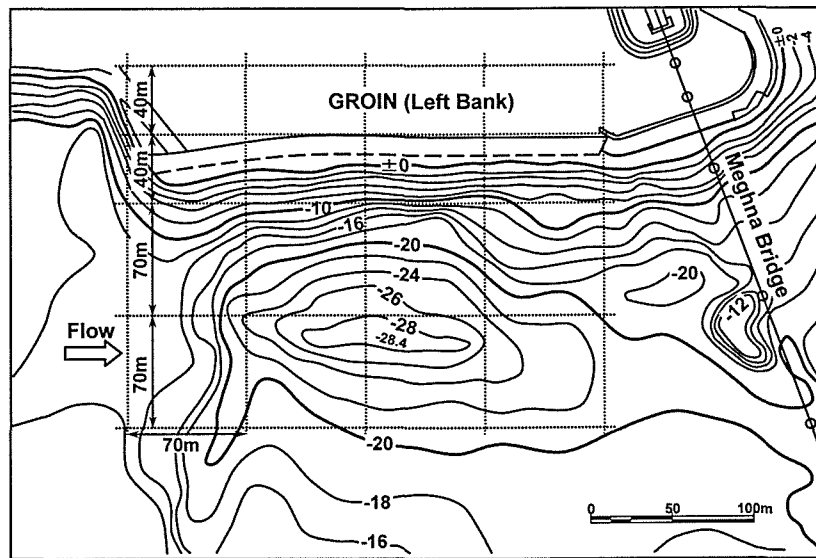 ±0
-2
-4
40m
GROIN (Left Bank)
40m
±0
Meghna Bridge
-10
-16
70m
-20
-24
-20
-26
-12
Flow
-28
-28.4
70m
70m
-20
-18
-16
0 50 100m